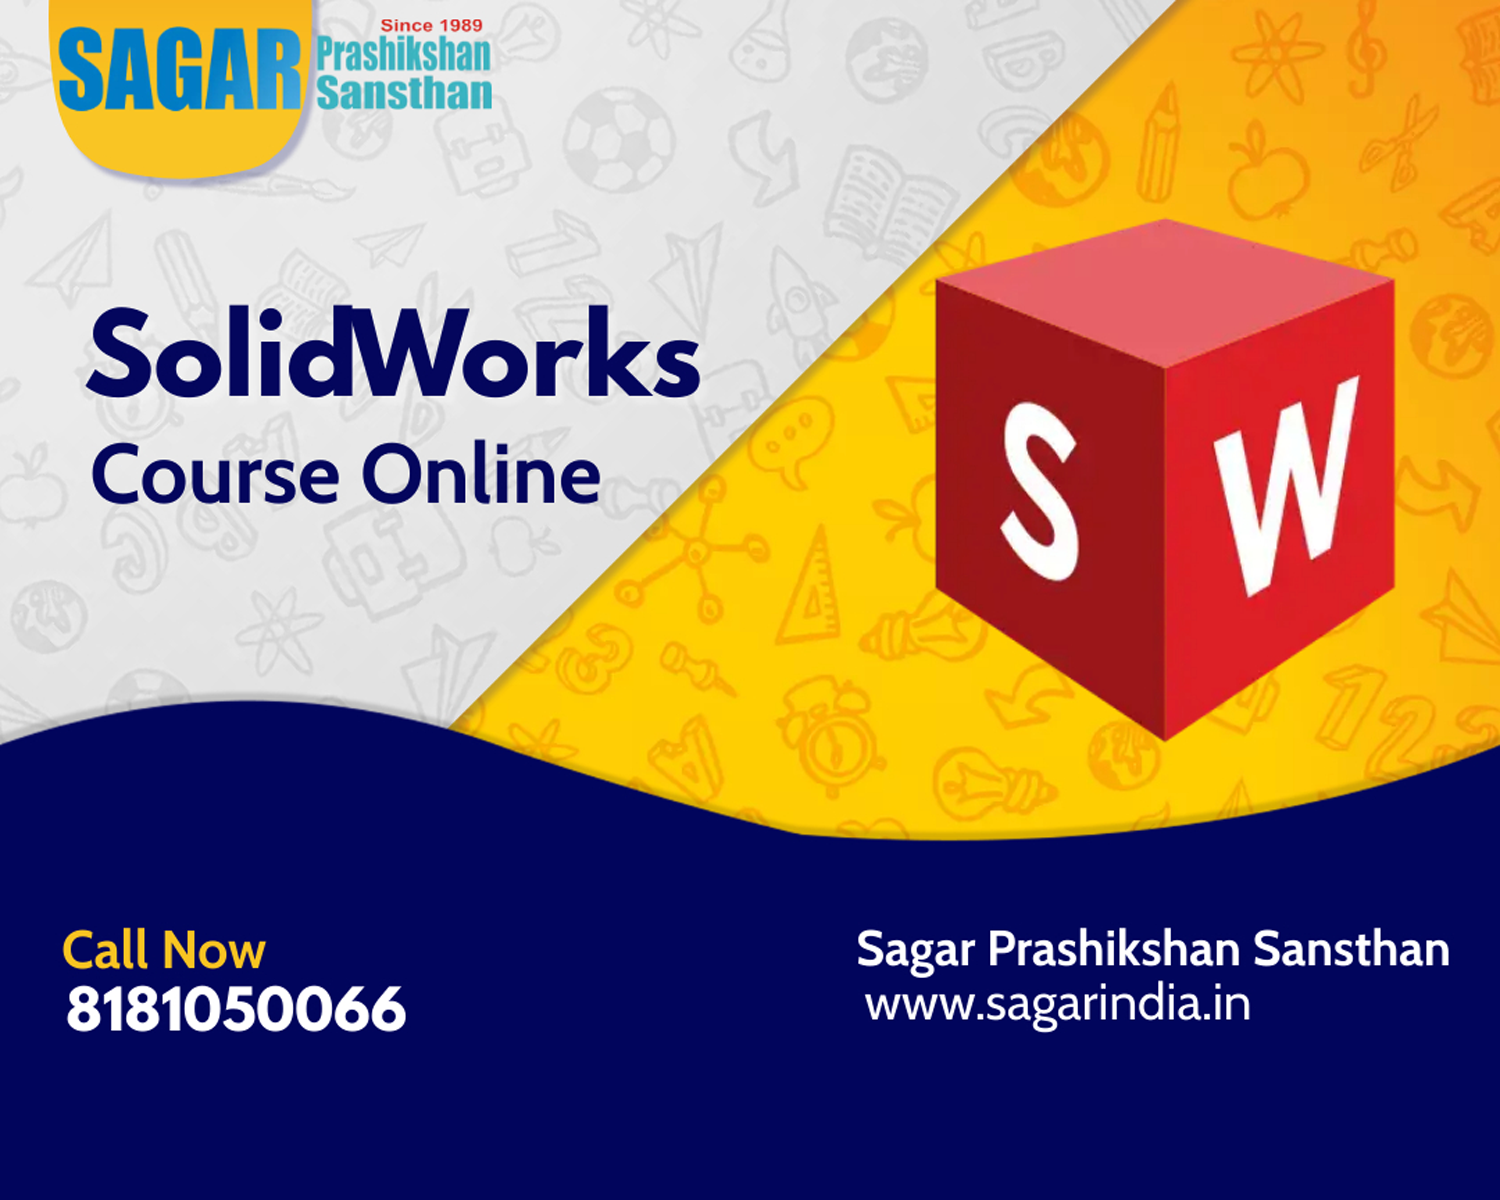 Since 1989
SAGAR Prashikshan
Sansthan
SolidWorks
Course Online
S W
Call Now
8181050066
Sagar Prashikshan Sansthan
www.sagarindia.in